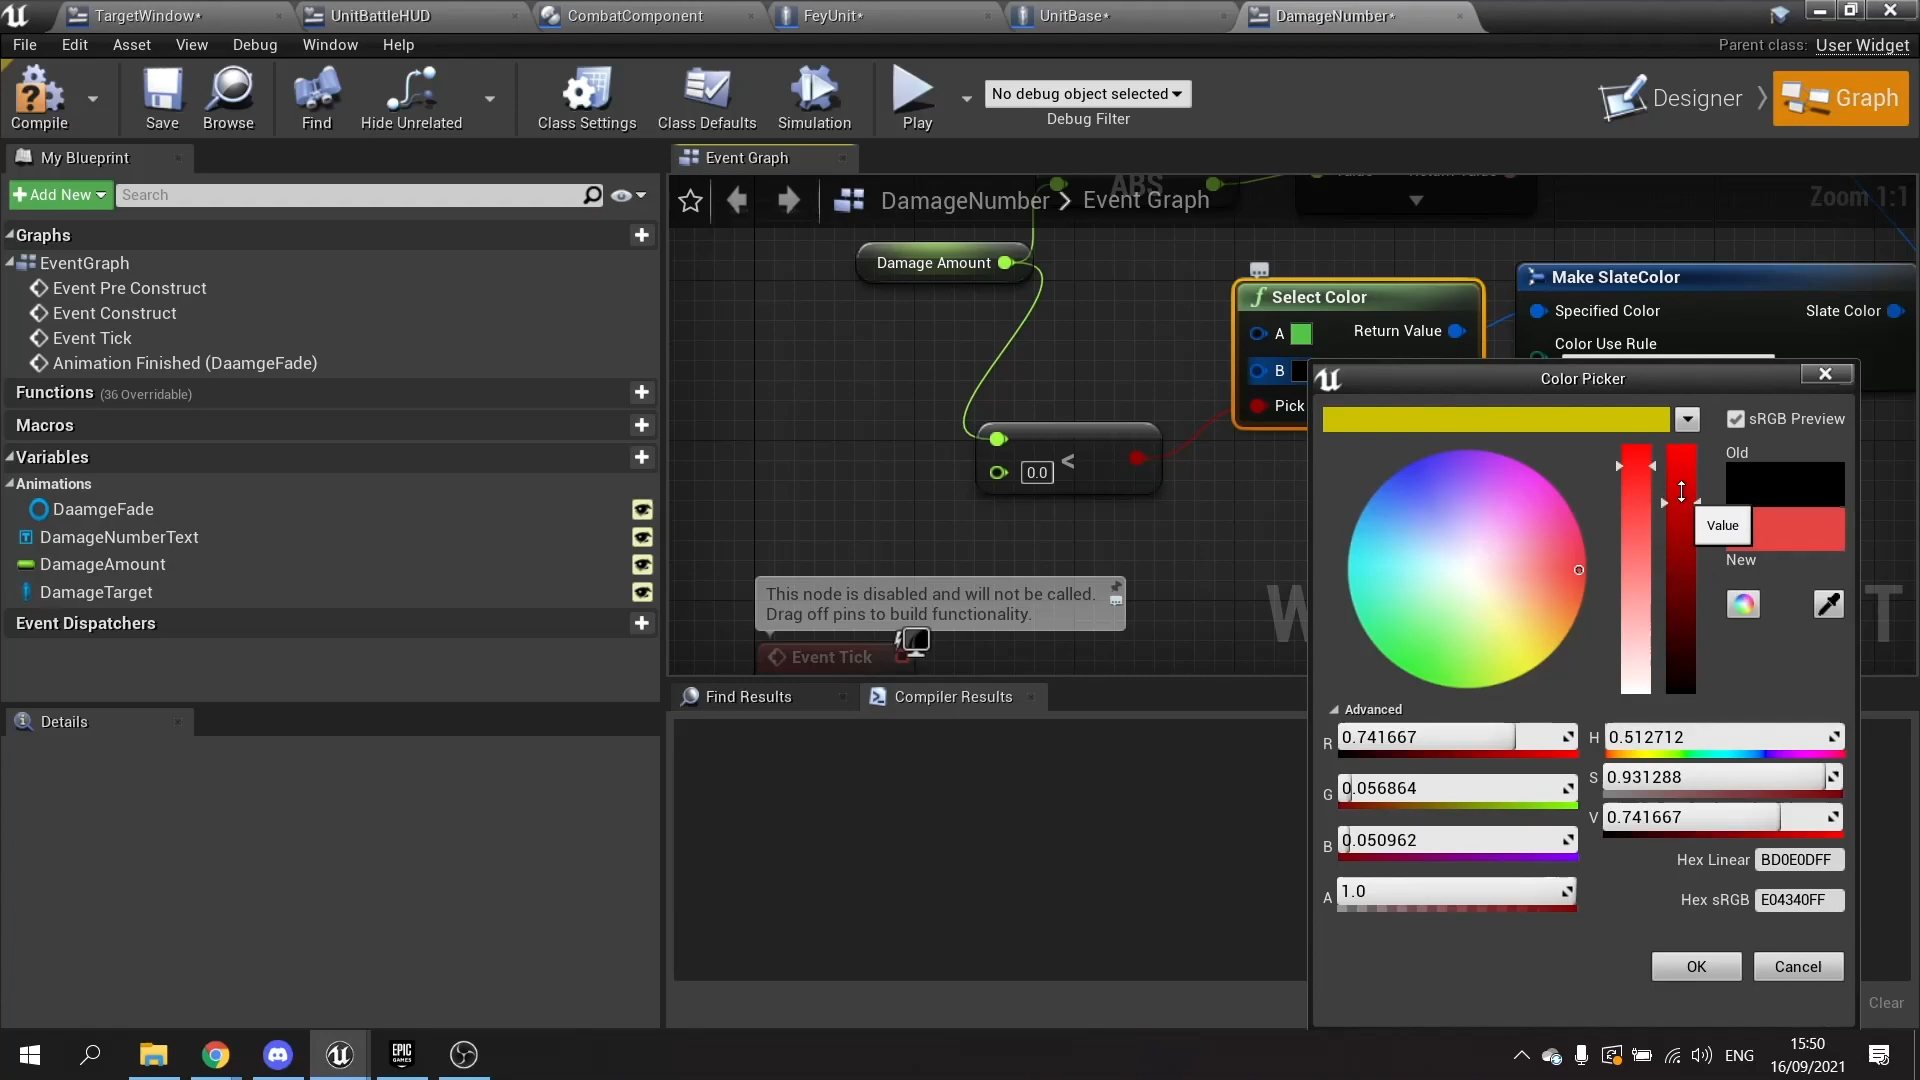 TargetWindow*
UnitBattleHUD
CombatComponent
FeyUnit*
UnitBase*
DamageNumber*
File Edit Asset View Debug Window Help
Parent class: User Widget
Compile
Save
Browse
Find
Hide Unrelated
Class Settings
Class Defaults
Simulation
Play
No debug object selected
Debug Filter
Designer
Graph
My Blueprint
Event Graph
Add New
Search
DamageNumber > Event Graph
Zoom 1:1
ABS
Graphs
EventGraph
Event Pre Construct
Event Construct
Event Tick
Animation Finished (DaamgeFade)
Functions (36 Overridable)
Macros
Variables
Animations
DaamgeFade
DamageNumberText
DamageAmount
DamageTarget
Event Dispatchers
Details
Damage Amount
0.0
<
Select Color
A
Return Value
B
Pick
Make SlateColor
Specified Color
Slate Color
Color Use Rule
This node is disabled and will not be called.
Drag off pins to build functionality.
Event Tick
Find Results
Compiler Results
Clear
Color Picker
sRGB Preview
Old
Value
New
Advanced
R 0.741667
G 0.056864
B 0.050962
A 1.0
H 0.512712
S 0.931288
V 0.741667
Hex Linear BD0E0DFF
Hex sRGB E04340FF
OK
Cancel
EPIC
GAMES
ENG
15:50
16/09/2021